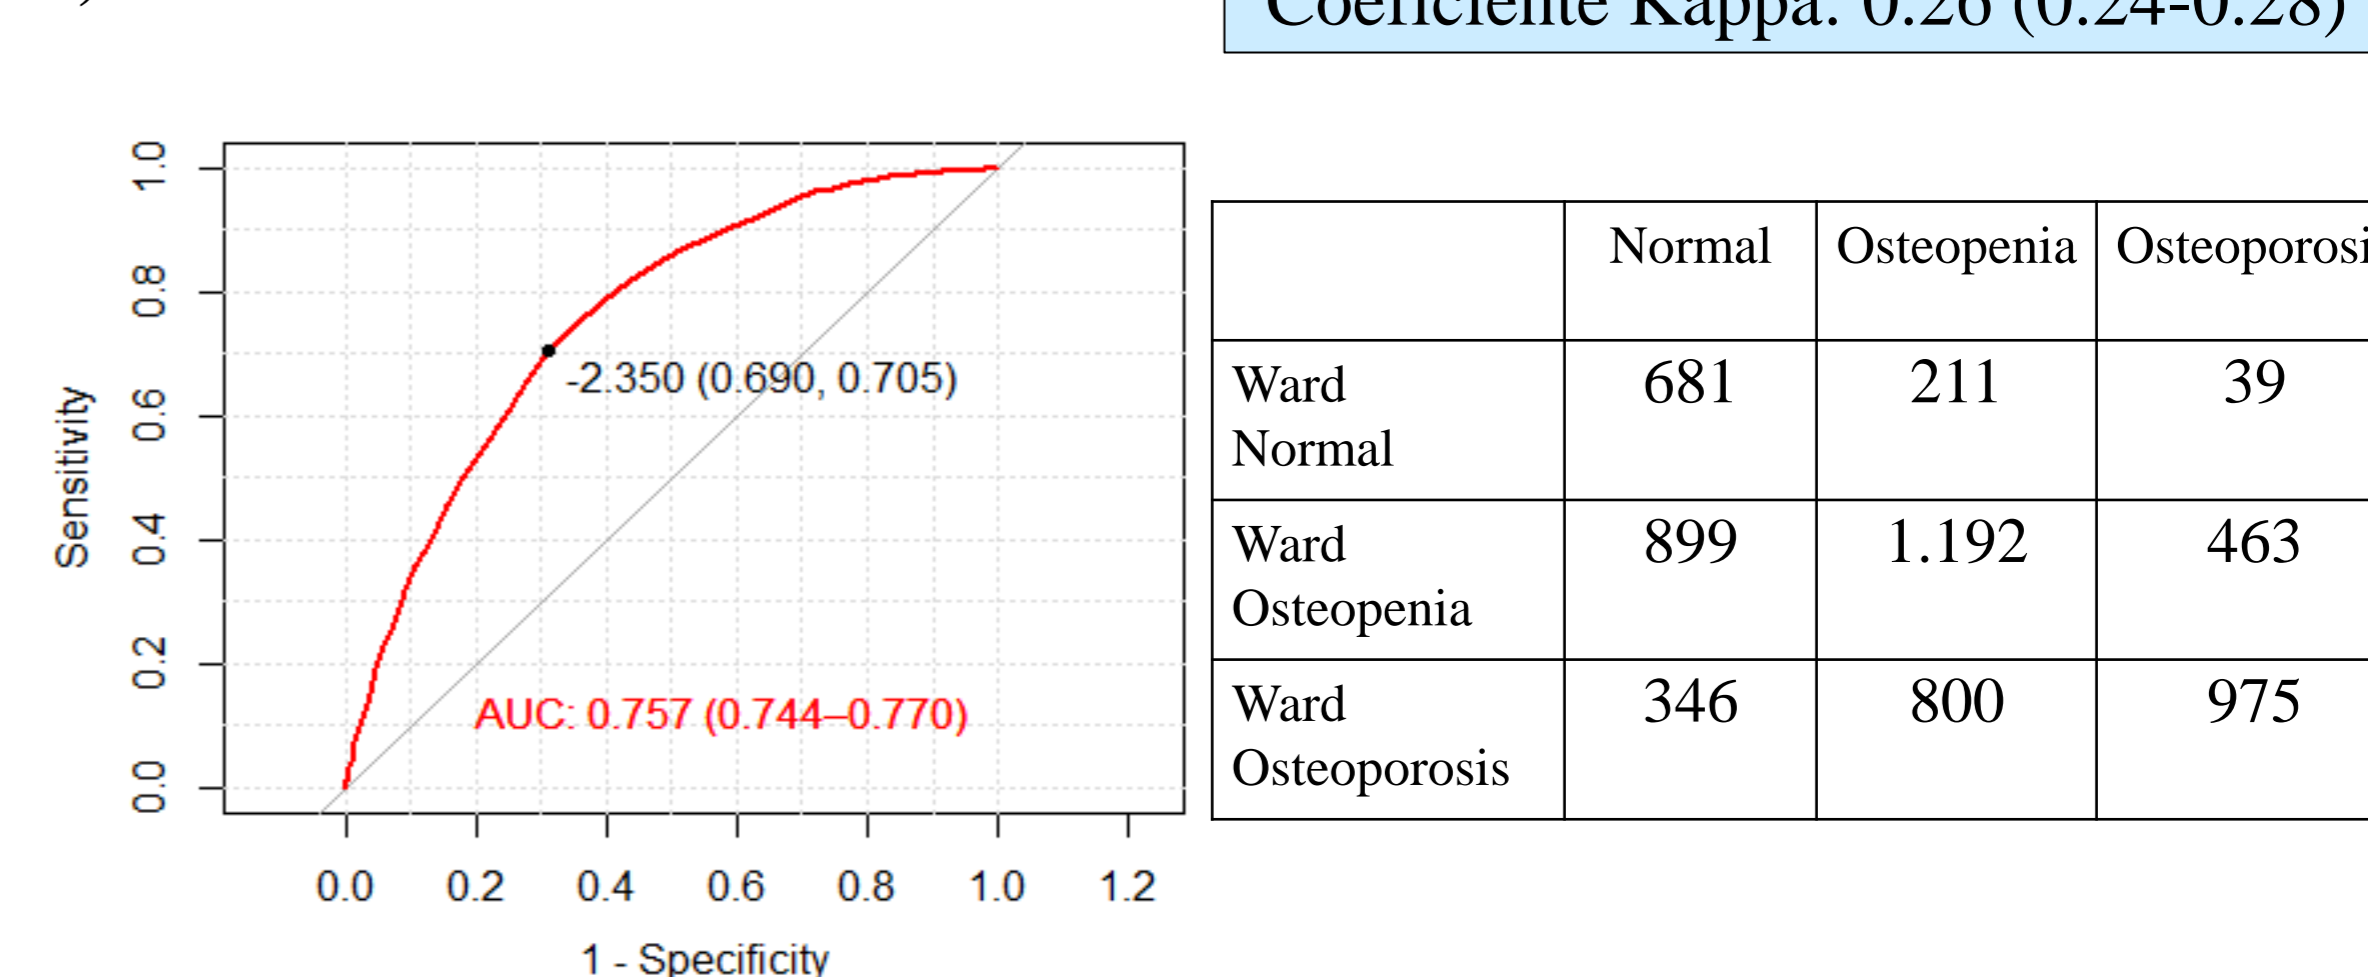 Coeficiente Kappa: 0.26 (0.24-0.28)
Sensitivity
1.0
0.8
0.6
0.4
0.2
0.0
-2.350 (0.690, 0.705)
AUC: 0.757 (0.744–0.770)
0.0 0.2 0.4 0.6 0.8 1.0 1.2
1 - Specificity
Normal Osteopenia Osteoporosi
Ward 681 211 39
Normal
Ward 899 1.192 463
Osteopenia
Ward 346 800 975
Osteoporosis